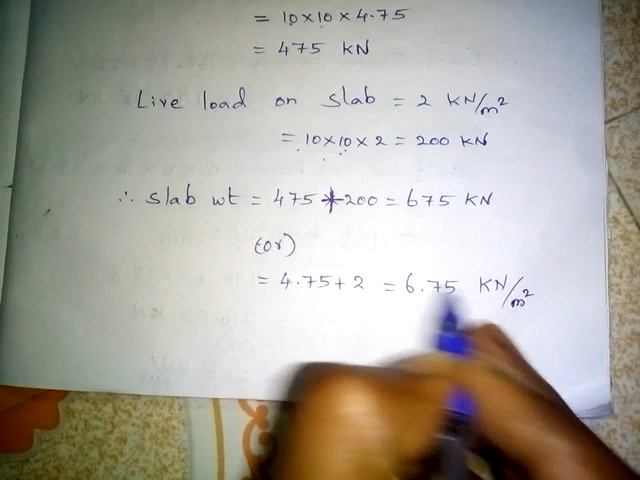 = 10×10×4.75
= 475 KN
Live load on slab = 2 KN/m²
= 10×10×2 = 200 KN
∴ Slab wt = 475+200 = 675 KN
(or)
= 4.75+2 = 6.75 KN/m²